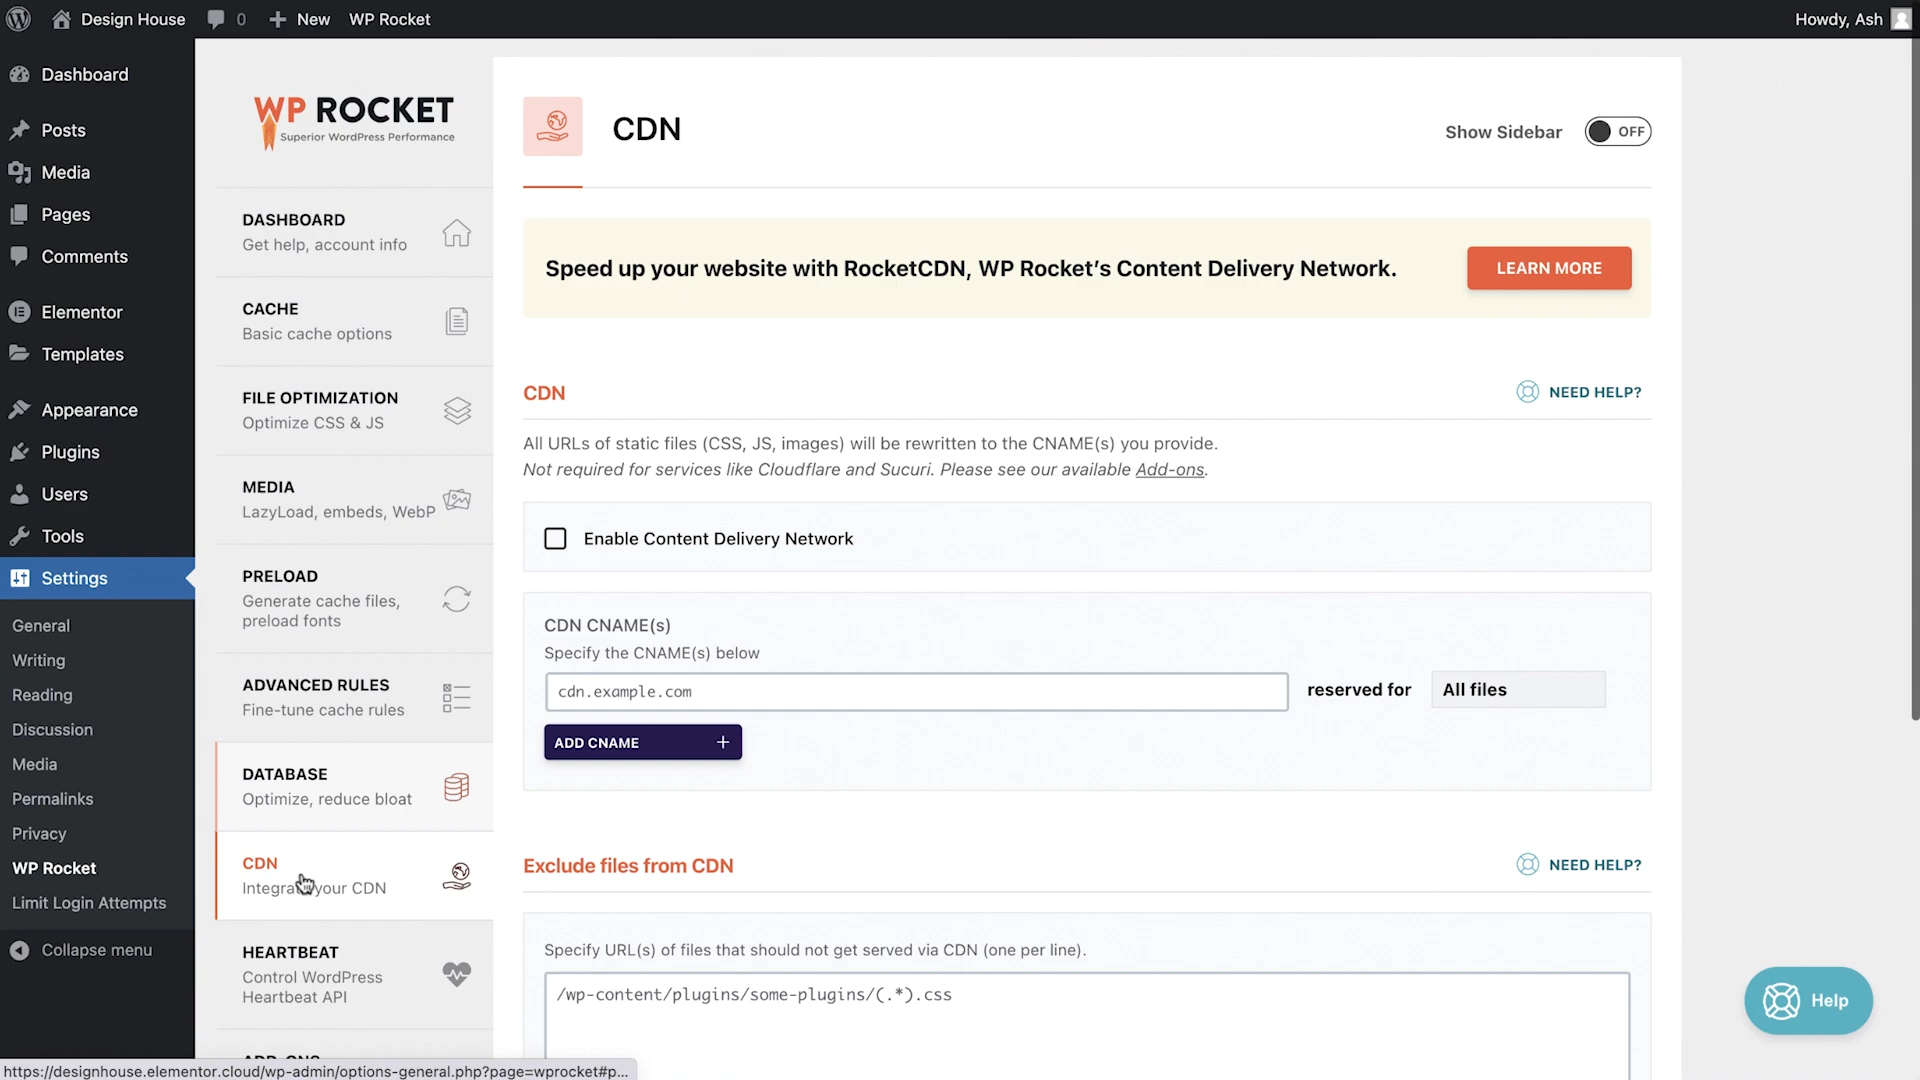 Design House
0
New
WP Rocket
Howdy, Ash
Dashboard
Posts
Media
Pages
Comments
Elementor
Templates
Appearance
Plugins
Users
Tools
Settings
General
Writing
Reading
Discussion
Media
Permalinks
Privacy
WP Rocket
Limit Login Attempts
Collapse menu
WP ROCKET
Superior WordPress Performance
DASHBOARD
Get help, account info
CACHE
Basic cache options
FILE OPTIMIZATION
Optimize CSS & JS
MEDIA
LazyLoad, embeds, WebP
PRELOAD
Generate cache files,
preload fonts
ADVANCED RULES
Fine-tune cache rules
DATABASE
Optimize, reduce bloat
CDN
Integrate your CDN
HEARTBEAT
Control WordPress
Heartbeat API
ADD-ONS
CDN
Show Sidebar
OFF
Speed up your website with RocketCDN, WP Rocket’s Content Delivery Network.
LEARN MORE
CDN
NEED HELP?
All URLs of static files (CSS, JS, images) will be rewritten to the CNAME(s) you provide.
Not required for services like Cloudflare and Sucuri. Please see our available Add-ons.
Enable Content Delivery Network
CDN CNAME(s)
Specify the CNAME(s) below
cdn.example.com
reserved for
All files
ADD CNAME
Exclude files from CDN
NEED HELP?
Specify URL(s) of files that should not get served via CDN (one per line).
/wp-content/plugins/some-plugins/(.*).css
Help
https://designhouse.elementor.cloud/wp-admin/options-general.php?page=wprocket#p...